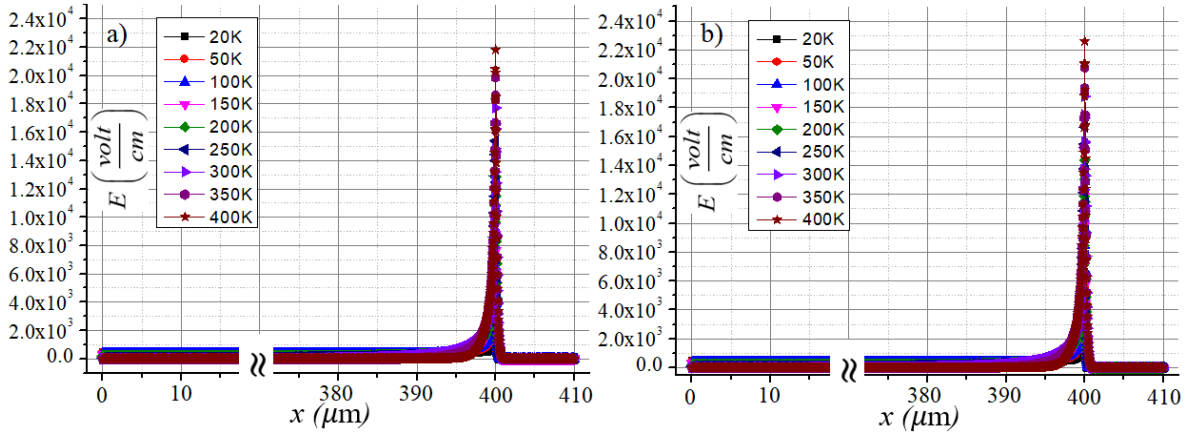 a)
2.4x10⁴
2.2x10⁴
2.0x10⁴
1.8x10⁴
1.6x10⁴
1.4x10⁴
1.2x10⁴
1.0x10⁴
8.0x10³
6.0x10³
4.0x10³
2.0x10³
0.0
E (volt/cm)
20K
50K
100K
150K
200K
250K
300K
350K
400K
0 10 380 390 400 410
x (μm)
b)
2.4x10⁴
2.2x10⁴
2.0x10⁴
1.8x10⁴
1.6x10⁴
1.4x10⁴
1.2x10⁴
1.0x10⁴
8.0x10³
6.0x10³
4.0x10³
2.0x10³
0.0
E (volt/cm)
20K
50K
100K
150K
200K
250K
300K
350K
400K
0 10 380 390 400 410
x (μm)